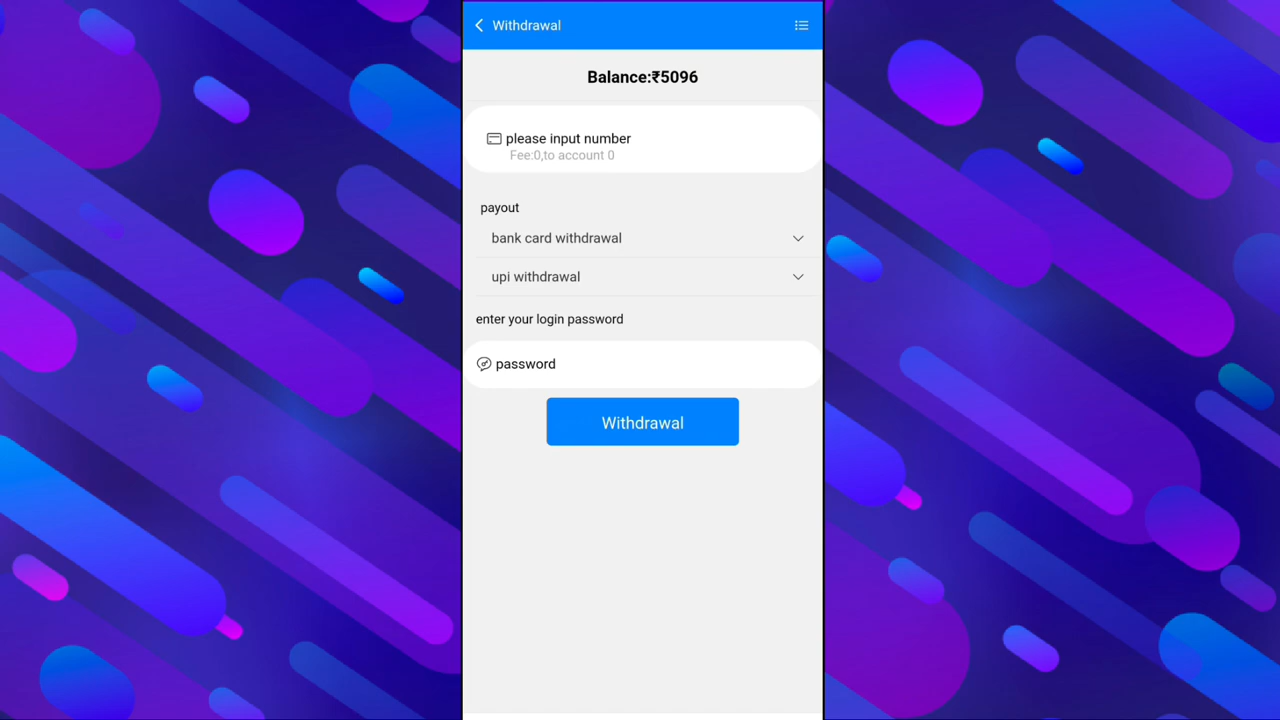 Withdrawal
Balance:₹5096
please input number
Fee:0,to account 0
payout
bank card withdrawal
upi withdrawal
enter your login password
password
Withdrawal